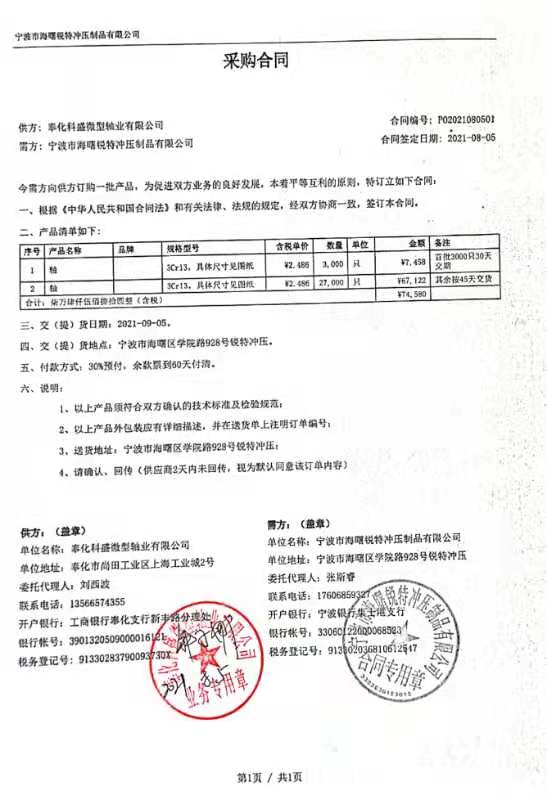 宁波市海曙锐特冲压制品有限公司
采购合同
供方：奉化科盛微型轴业有限公司
合同编号：PO2021080501
需方：宁波市海曙锐特冲压制品有限公司
合同签定日期：2021-08-05
今需方向供方订购一批产品，为促进双方业务的良好发展，本着平等互利的原则，特订立如下合同：
一、根据《中华人民共和国合同法》和有关法律、法规的规定，经双方协商一致，签订本合同。
二、产品清单如下：
序号 产品名称 品牌 规格型号 含税单价 数量 单位 金额 备注
1 轴 3Cr13，具体尺寸见图纸 ¥2.486 3,000 只 ¥7,458 首批3000只30天交期
2 轴 3Cr13，具体尺寸见图纸 ¥2.486 27,000 只 ¥67,122 其余按45天交货
合计：柒万肆仟伍佰捌拾圆整（含税） ¥74,580
三、交（提）货日期：2021-09-05。
四、交（提）货地点：宁波市海曙区学院路928号锐特冲压。
五、付款方式：30%预付，余款票到60天付清。
六、说明：
1、以上产品须符合双方确认的技术标准及检验规范；
2、以上产品外包装应有详细描述，并在送货单上注明订单编号；
3、送货地址：宁波市海曙区学院路928号锐特冲压；
4、请确认、回传（供应商2天内未回传，视为默认同意该订单内容）
供方：（盖章）
单位名称：奉化科盛微型轴业有限公司
单位地址：奉化市尚田工业区上海工业城2号
委托代理人：刘西波
联系电话：13566574355
开户银行：工商银行奉化支行新丰路分理处
银行帐号：3901320509000016121
税务登记号：91330283790093730X
需方：（盖章）
单位名称：宁波市海曙锐特冲压制品有限公司
单位地址：宁波市海曙区学院路928号锐特冲压
委托代理人：张斯睿
联系电话：17606859327
开户银行：宁波银行集士港支行
银行帐号：33060122000068523
税务登记号：913302036810612547
业务专用章
宁波市海曙锐特冲压制品有限公司
合同专用章
第1页 / 共1页